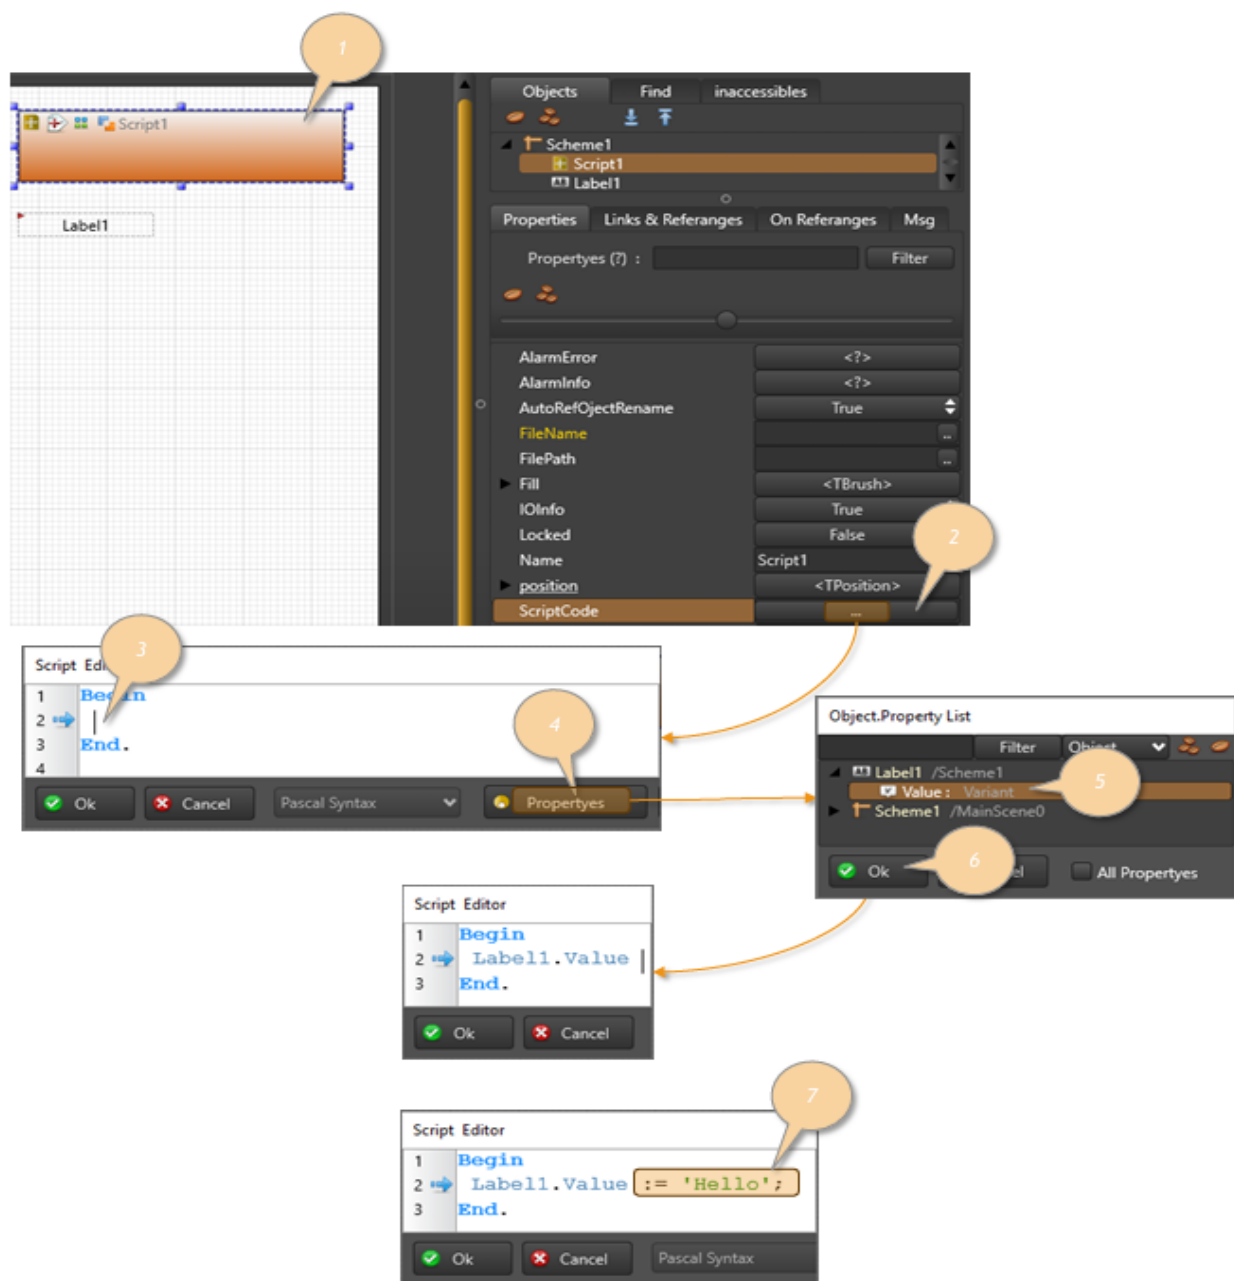 1
Objects Find inaccessibles
Script1
Scheme1
Script1
Label1
Label1
Properties Links & Referanges On Referanges Msg
Propertyes (?) : Filter
AlarmError <?>
AlarmInfo <?>
AutoRefOjectRename True
FileName ..
FilePath ..
Fill <TBrush>
IOInfo True
Locked False
2
Name Script1
position <TPosition>
ScriptCode ...
3
Script Edi
1 Begin
2
3 End.
4
4
Ok Cancel Pascal Syntax Propertyes
Object.Property List
Filter Object
Label1 /Scheme1
Value : Variant
5
Scheme1 /MainScene0
6
Ok el All Propertyes
Script Editor
1 Begin
2 Label1.Value
3 End.
Ok Cancel
7
Script Editor
1 Begin
2 Label1.Value := 'Hello';
3 End.
Ok Cancel Pascal Syntax